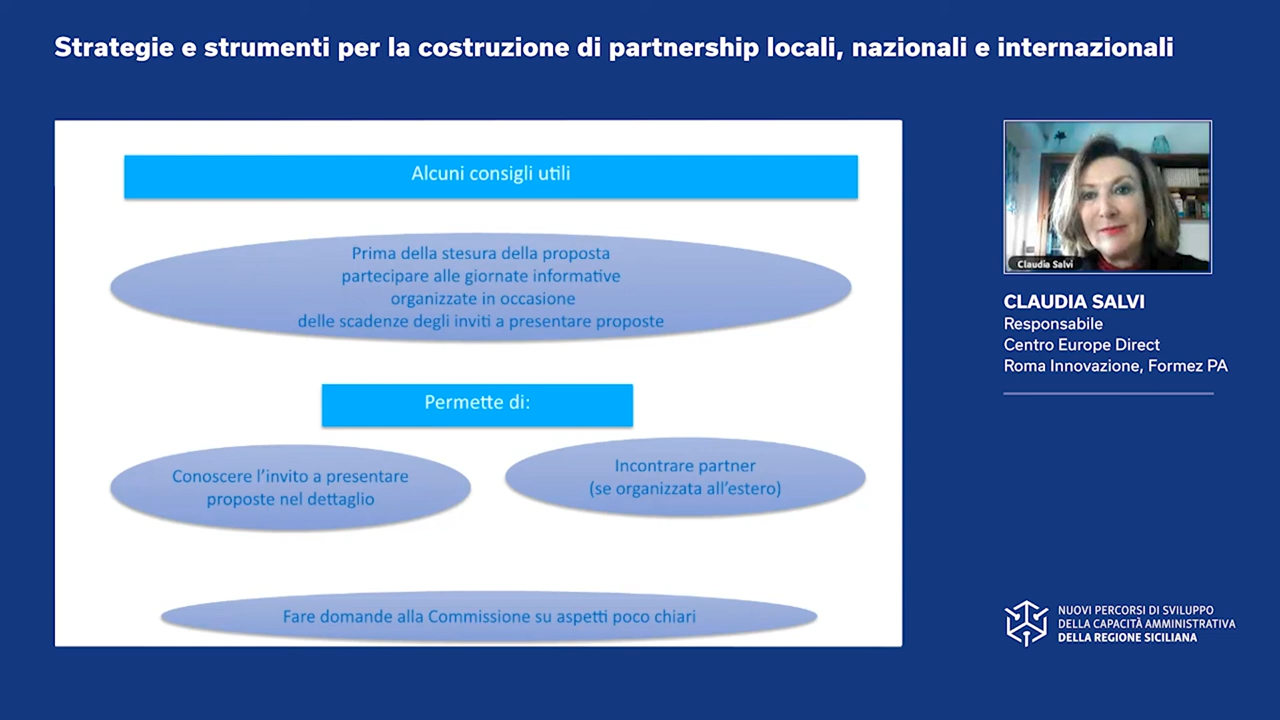 Strategie e strumenti per la costruzione di partnership locali, nazionali e internazionali
Alcuni consigli utili
Prima della stesura della proposta
partecipare alle giornate informative
organizzate in occasione
delle scadenze degli inviti a presentare proposte
Permette di:
Conoscere l'invito a presentare
proposte nel dettaglio
Incontrare partner
(se organizzata all'estero)
Fare domande alla Commissione su aspetti poco chiari
Claudia Salvi
CLAUDIA SALVI
Responsabile
Centro Europe Direct
Roma Innovazione, Formez PA
NUOVI PERCORSI DI SVILUPPO
DELLA CAPACITÀ AMMINISTRATIVA
DELLA REGIONE SICILIANA